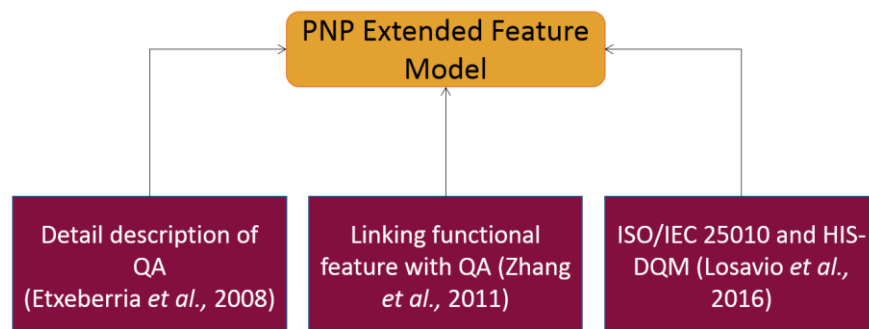 PNP Extended Feature
Model
Detail description of
QA
(Etxeberria et al., 2008)
Linking functional
feature with QA (Zhang
et al., 2011)
ISO/IEC 25010 and HIS-
DQM (Losavio et al.,
2016)